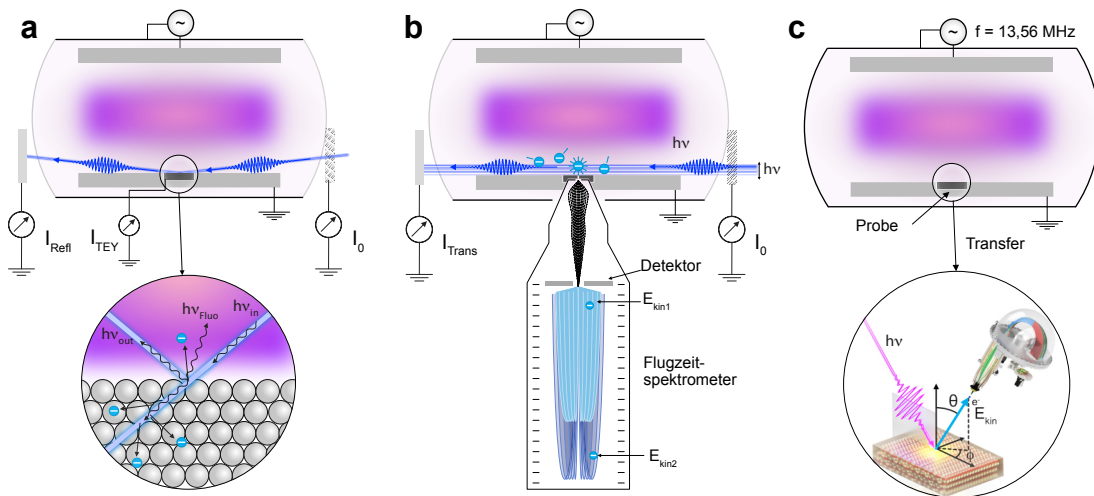 a
~
I_Refl
I_TEY
I_0
hν_Fluo
hν_in
hν_out
b
~
hν
hν
I_Trans
I_0
Detektor
E_kin1
Flugzeit-
spektrometer
E_kin2
c
~
f = 13,56 MHz
Probe
Transfer
hν
θ
e-
E_kin
ϕ